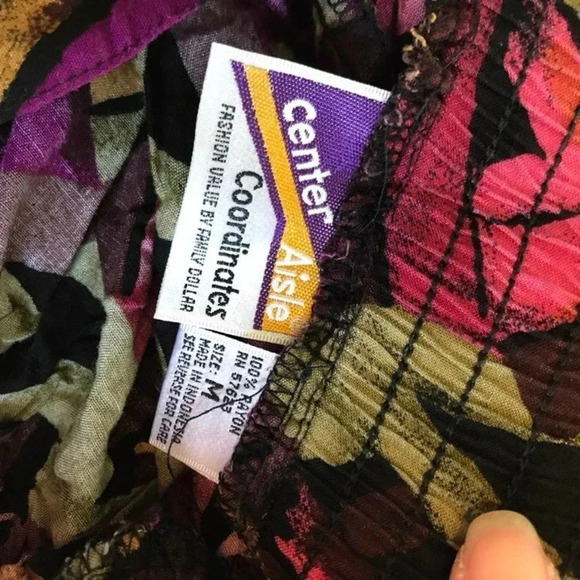 Center
Aisle
Coordinates
FASHION VALUE BY FAMILY DOLLAR
100% RAYON
RN 57653
SIZE: M
MADE IN INDONESIA
SEE REVERSE FOR CARE